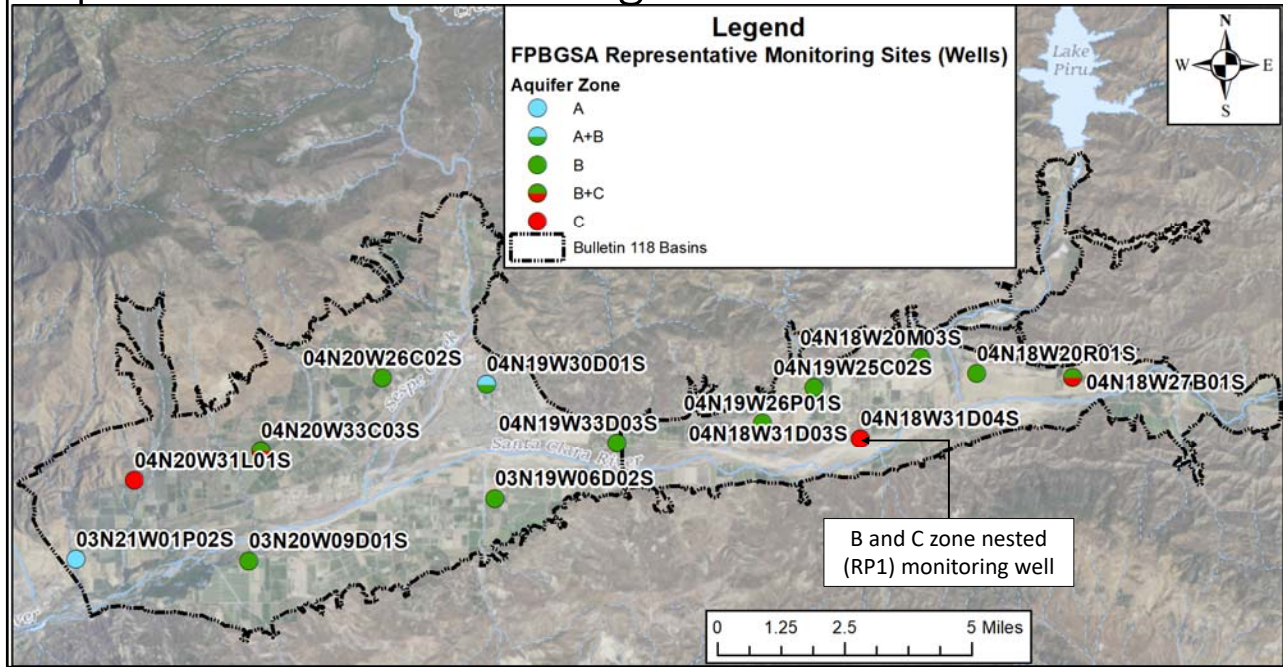 Legend
FPBGSA Representative Monitoring Sites (Wells)
Aquifer Zone
A
A+B
B
B+C
C
Bulletin 118 Basins
Lake
Piru
N
W
E
S
04N18W20M03S
04N20W26C02S
04N19W30D01S
04N19W25C02S
04N18W20R01S
04N18W27B01S
Sespe
04N19W26P01S
04N20W33C03S
04N19W33D03S
04N18W31D03S
04N18W31D04S
Santa Clara River
04N20W31L01S
03N19W06D02S
03N21W01P02S
03N20W09D01S
B and C zone nested
(RP1) monitoring well
0 1.25 2.5 5 Miles